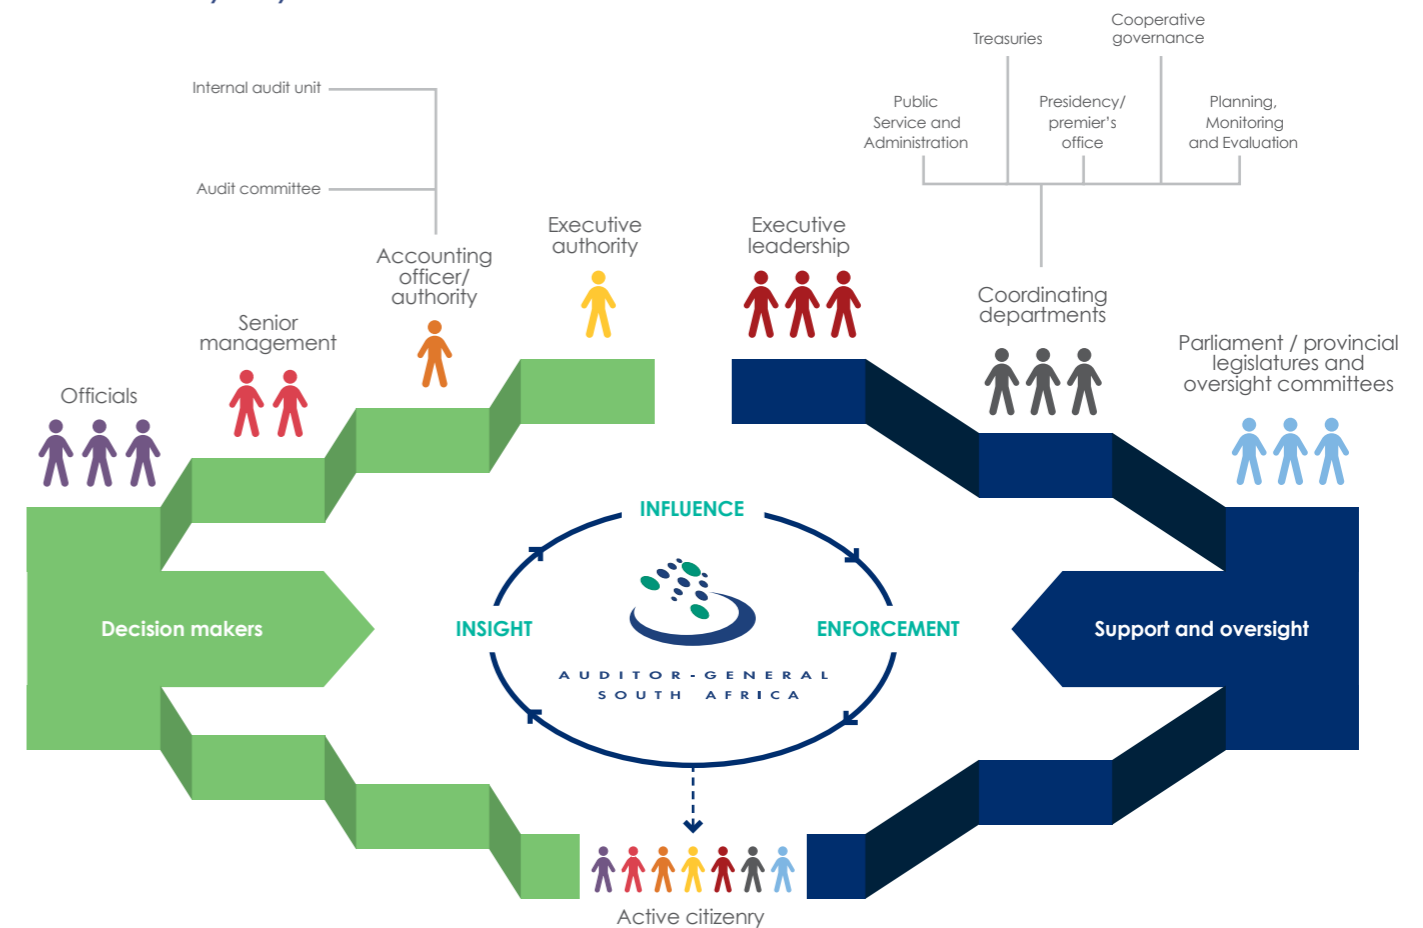 Cooperative
governance
Treasuries
Internal audit unit
Public
Service and
Administration
Presidency/
premier's
office
Planning,
Monitoring
and Evaluation
Audit committee
Executive
authority
Executive
leadership
Accounting
officer/
authority
Coordinating
departments
Senior
management
Parliament / provincial
legislatures and
oversight committees
Officials
INFLUENCE
Decision makers
INSIGHT
ENFORCEMENT
Support and oversight
AUDITOR-GENERAL
SOUTH AFRICA
Active citizenry